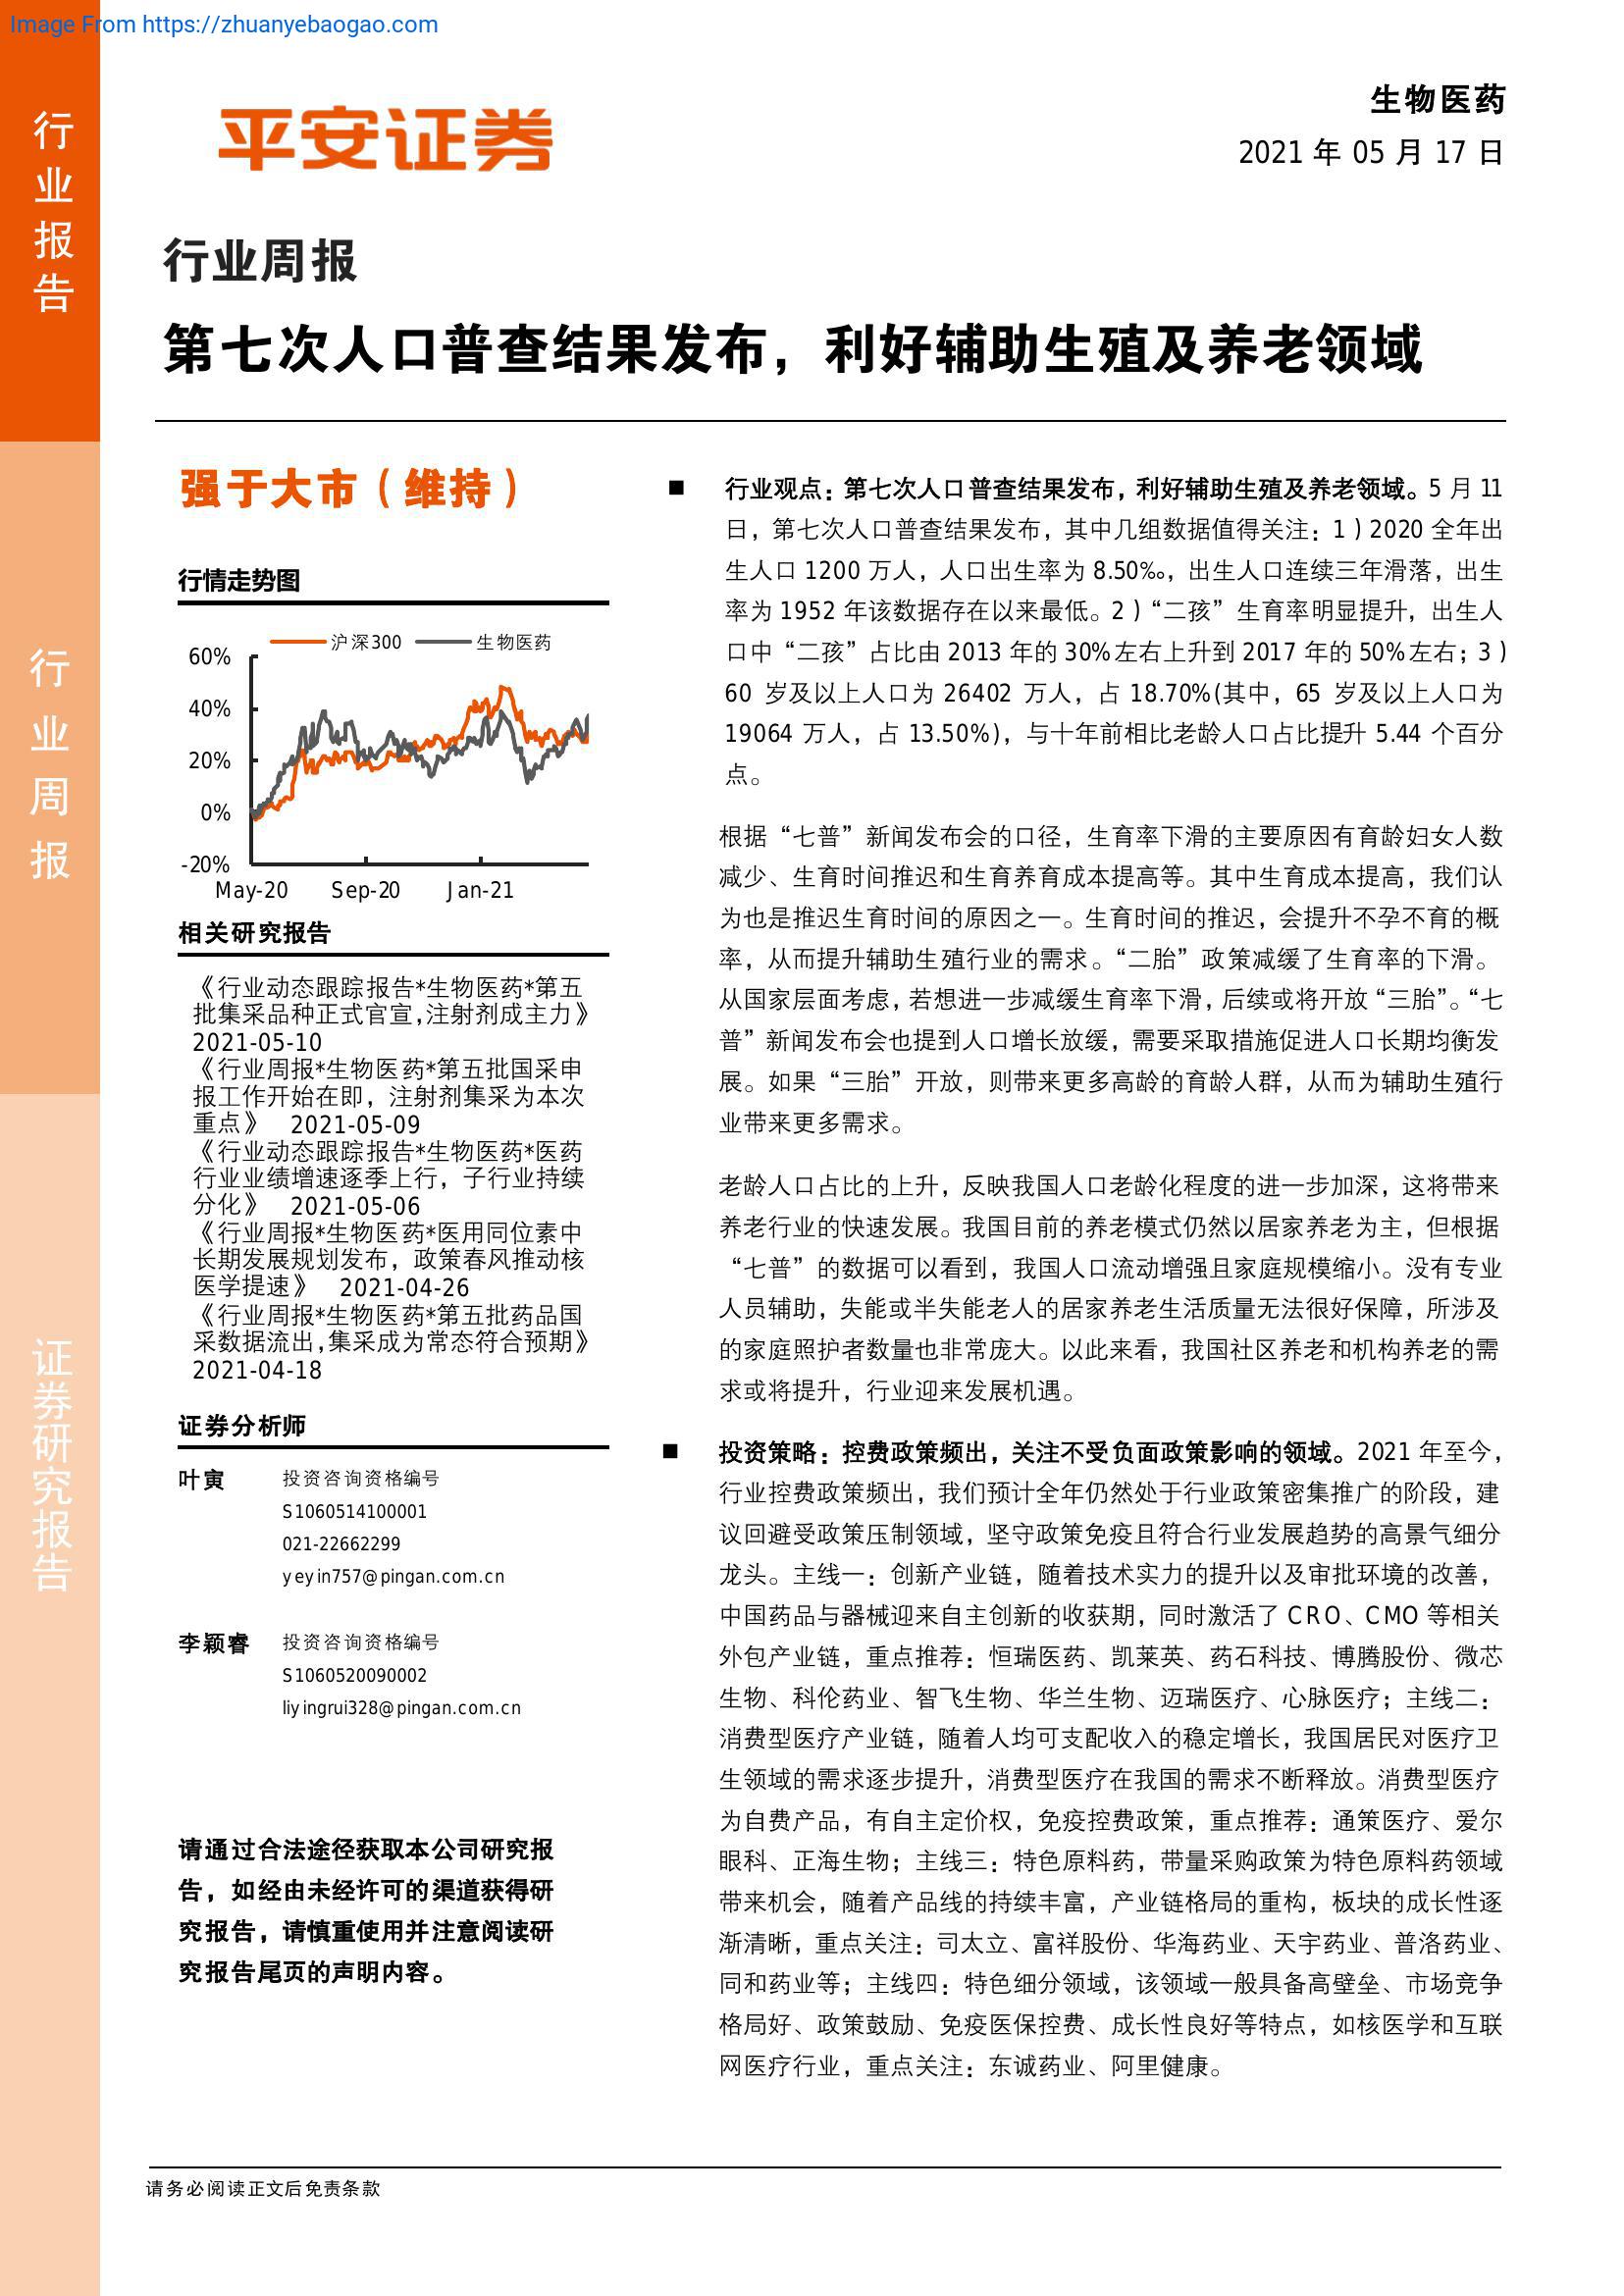 Image From https://zhuanyebaogao.com
行业报告
行业周报
证券研究报告
平安证券
生物医药
2021 年 05 月 17 日
行业周报
第七次人口普查结果发布，利好辅助生殖及养老领域
强于大市（维持）
行情走势图
沪深300 生物医药
60%
40%
20%
0%
-20%
May-20 Sep-20 Jan-21
相关研究报告
《行业动态跟踪报告*生物医药*第五
批集采品种正式官宣,注射剂成主力》
2021-05-10
《行业周报*生物医药*第五批国采申
报工作开始在即，注射剂集采为本次
重点》 2021-05-09
《行业动态跟踪报告*生物医药*医药
行业业绩增速逐季上行，子行业持续
分化》 2021-05-06
《行业周报*生物医药*医用同位素中
长期发展规划发布，政策春风推动核
医学提速》 2021-04-26
《行业周报*生物医药*第五批药品国
采数据流出,集采成为常态符合预期》
2021-04-18
证券分析师
叶寅 投资咨询资格编号
S1060514100001
021-22662299
yeyin757@pingan.com.cn
李颖睿 投资咨询资格编号
S1060520090002
liyingrui328@pingan.com.cn
请通过合法途径获取本公司研究报
告，如经由未经许可的渠道获得研
究报告，请慎重使用并注意阅读研
究报告尾页的声明内容。
■ 行业观点：第七次人口普查结果发布，利好辅助生殖及养老领域。5 月 11
日，第七次人口普查结果发布，其中几组数据值得关注：1）2020 全年出
生人口 1200 万人，人口出生率为 8.50‰，出生人口连续三年滑落，出生
率为 1952 年该数据存在以来最低。2）“二孩”生育率明显提升，出生人
口中“二孩”占比由 2013 年的 30%左右上升到 2017 年的 50%左右；3）
60 岁及以上人口为 26402 万人，占 18.70%(其中，65 岁及以上人口为
19064 万人，占 13.50%)，与十年前相比老龄人口占比提升 5.44 个百分
点。
根据“七普”新闻发布会的口径，生育率下滑的主要原因有育龄妇女人数
减少、生育时间推迟和生育养育成本提高等。其中生育成本提高，我们认
为也是推迟生育时间的原因之一。生育时间的推迟，会提升不孕不育的概
率，从而提升辅助生殖行业的需求。“二胎”政策减缓了生育率的下滑。
从国家层面考虑，若想进一步减缓生育率下滑，后续或将开放“三胎”。“七
普”新闻发布会也提到人口增长放缓，需要采取措施促进人口长期均衡发
展。如果“三胎”开放，则带来更多高龄的育龄人群，从而为辅助生殖行
业带来更多需求。
老龄人口占比的上升，反映我国人口老龄化程度的进一步加深，这将带来
养老行业的快速发展。我国目前的养老模式仍然以居家养老为主，但根据
“七普”的数据可以看到，我国人口流动增强且家庭规模缩小。没有专业
人员辅助，失能或半失能老人的居家养老生活质量无法很好保障，所涉及
的家庭照护者数量也非常庞大。以此来看，我国社区养老和机构养老的需
求或将提升，行业迎来发展机遇。
■ 投资策略：控费政策频出，关注不受负面政策影响的领域。2021 年至今，
行业控费政策频出，我们预计全年仍然处于行业政策密集推广的阶段，建
议回避受政策压制领域，坚守政策免疫且符合行业发展趋势的高景气细分
龙头。主线一：创新产业链，随着技术实力的提升以及审批环境的改善，
中国药品与器械迎来自主创新的收获期，同时激活了 CRO、CMO 等相关
外包产业链，重点推荐：恒瑞医药、凯莱英、药石科技、博腾股份、微芯
生物、科伦药业、智飞生物、华兰生物、迈瑞医疗、心脉医疗；主线二：
消费型医疗产业链，随着人均可支配收入的稳定增长，我国居民对医疗卫
生领域的需求逐步提升，消费型医疗在我国的需求不断释放。消费型医疗
为自费产品，有自主定价权，免疫控费政策，重点推荐：通策医疗、爱尔
眼科、正海生物；主线三：特色原料药，带量采购政策为特色原料药领域
带来机会，随着产品线的持续丰富，产业链格局的重构，板块的成长性逐
渐清晰，重点关注：司太立、富祥股份、华海药业、天宇药业、普洛药业、
同和药业等；主线四：特色细分领域，该领域一般具备高壁垒、市场竞争
格局好、政策鼓励、免疫医保控费、成长性良好等特点，如核医学和互联
网医疗行业，重点关注：东诚药业、阿里健康。
请务必阅读正文后免责条款